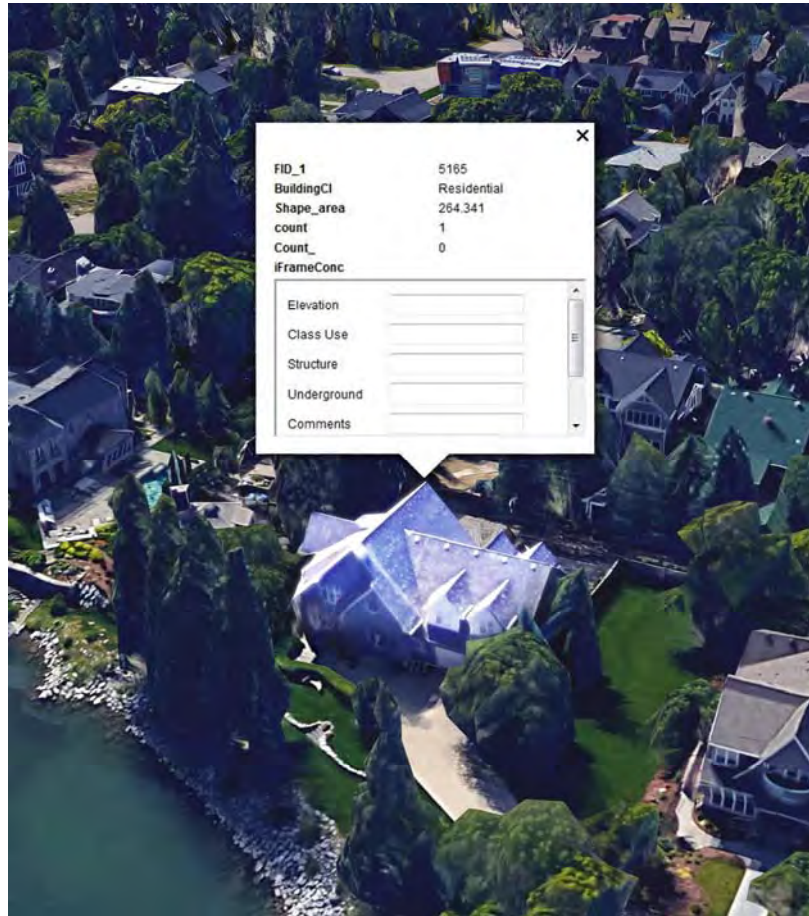 ×
FID_1 5165
BuildingCl Residential
Shape_area 264.341
count 1
Count_ 0
iFrameConc
Elevation
Class Use
Structure
Underground
Comments